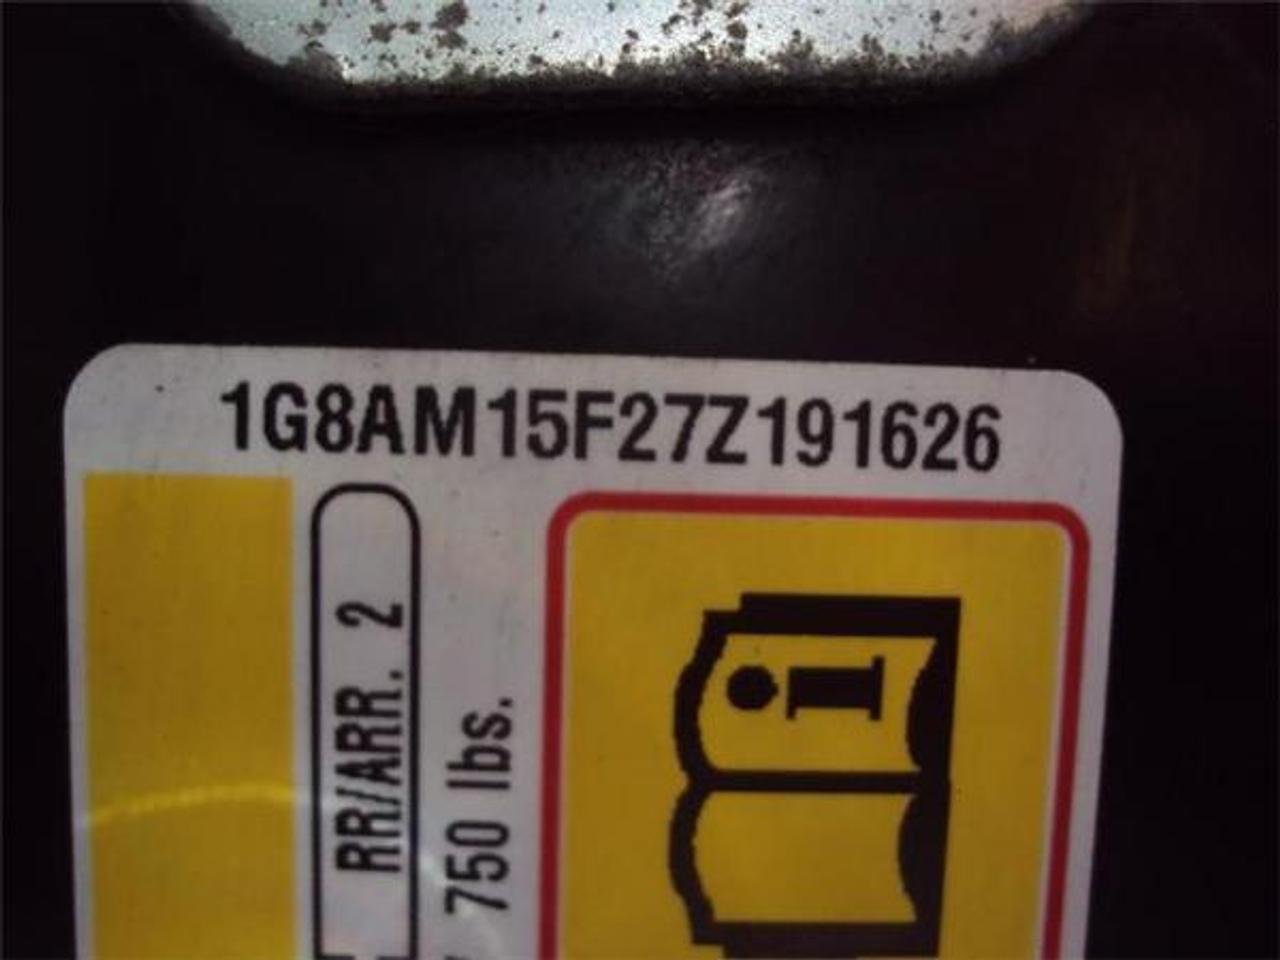 1G8AM15F27Z191626
RR/ARR. 2
750 lbs.
i